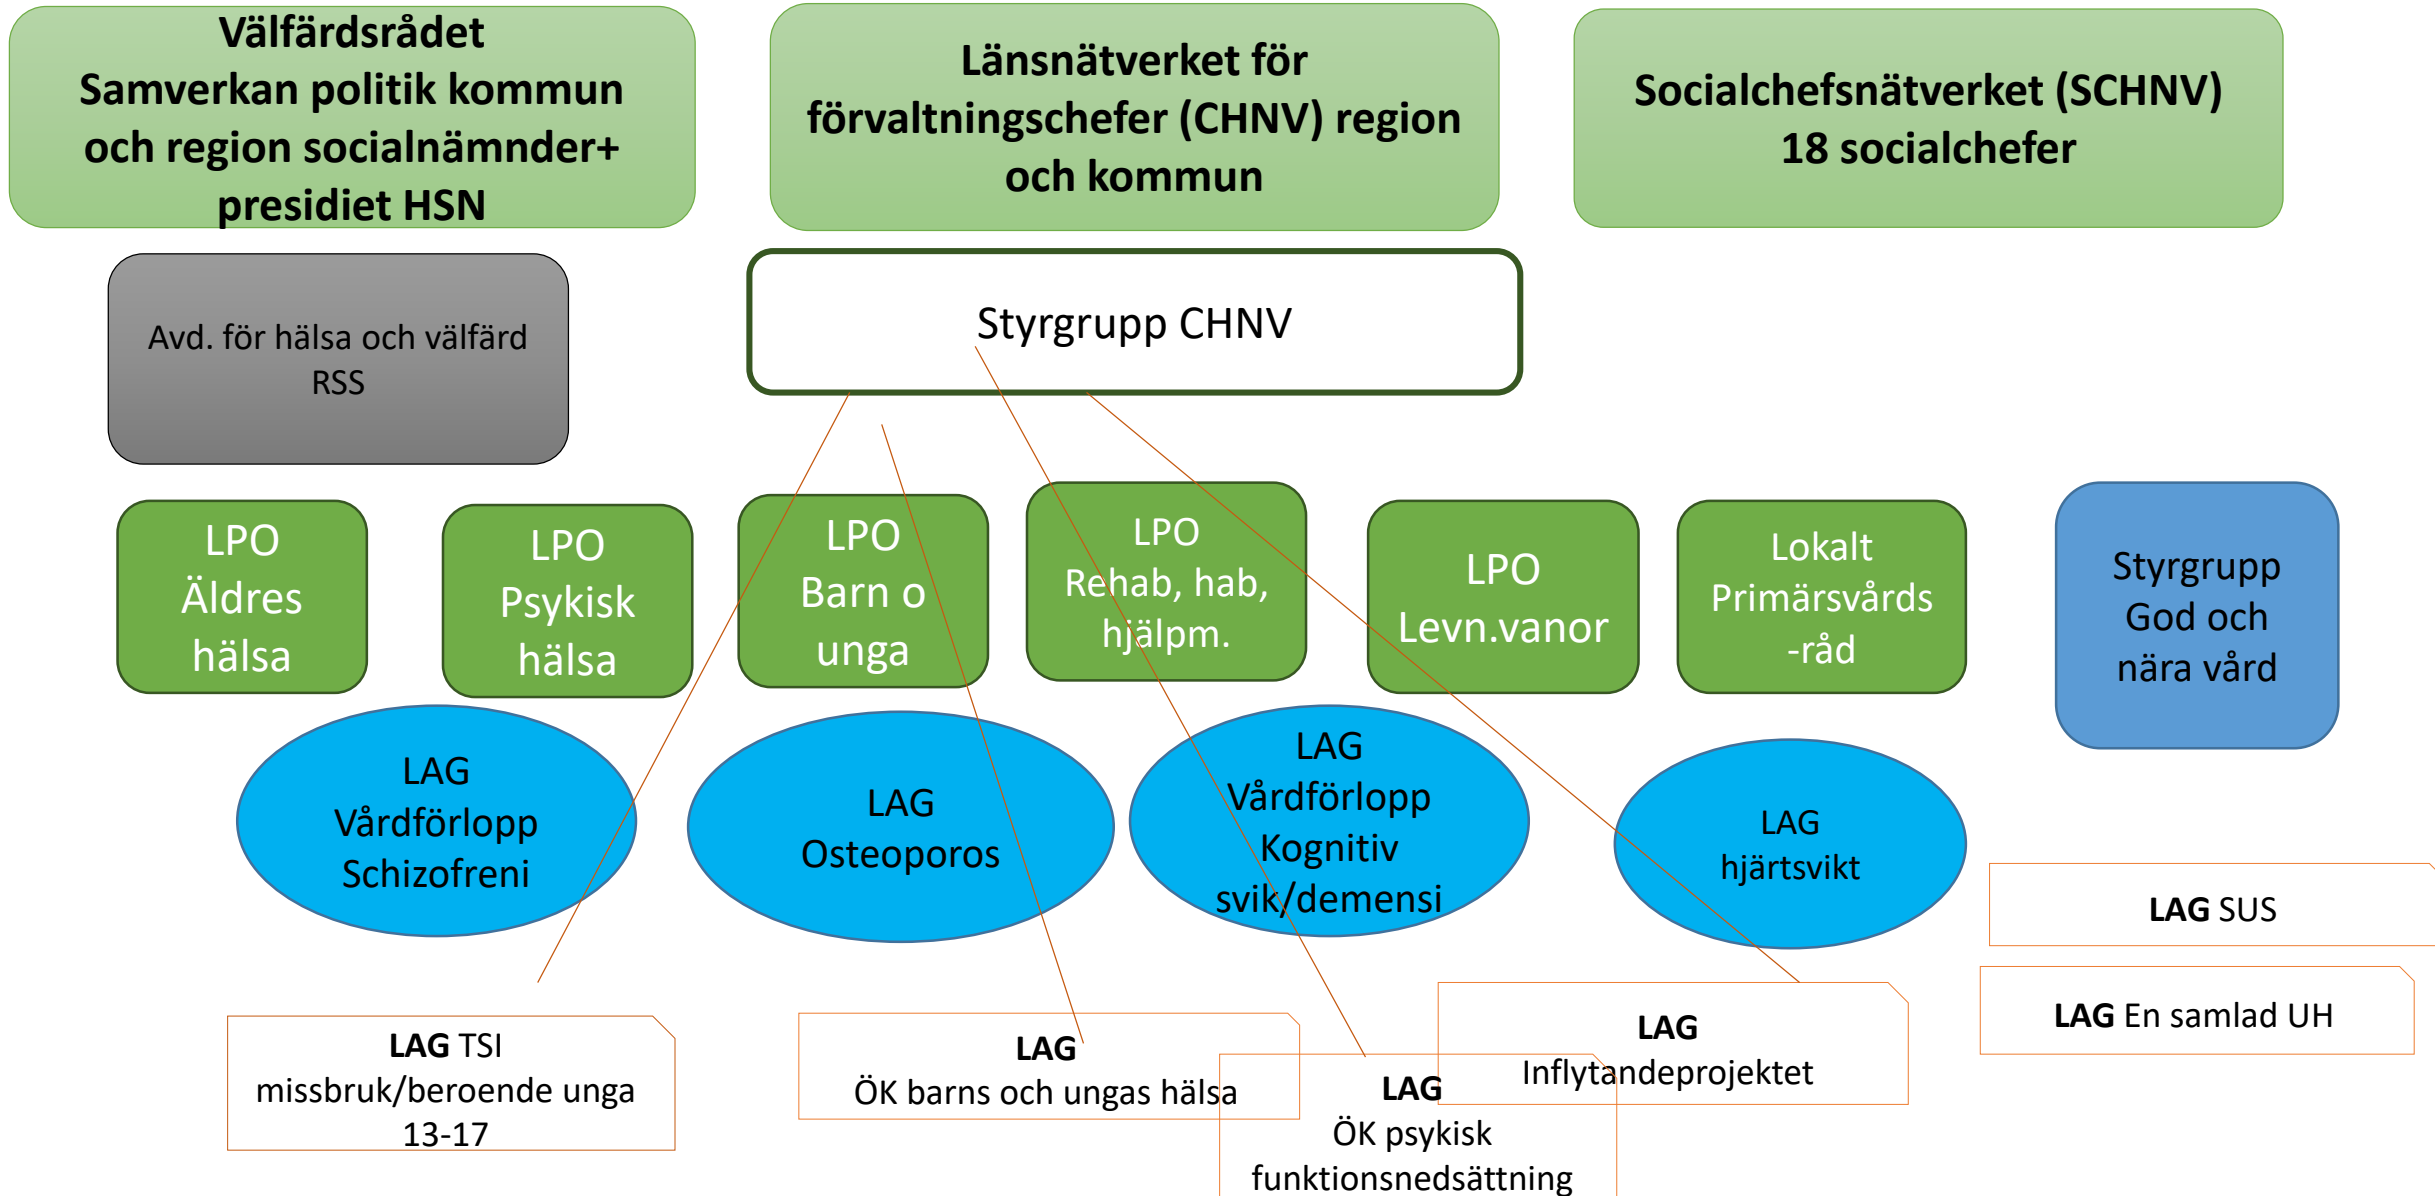 Välfärdsrådet
Samverkan politik kommun
och region socialnämnder+
presidiet HSN
Länsnätverket för
förvaltningschefer (CHNV) region
och kommun
Socialchefsnätverket (SCHNV)
18 socialchefer
Avd. för hälsa och välfärd
RSS
Styrgrupp CHNV
LPO
Äldres
hälsa
LPO
Psykisk
hälsa
LPO
Barn o
unga
LPO
Rehab, hab,
hjälpm.
LPO
Levn.vanor
Lokalt
Primärsvårds
-råd
Styrgrupp
God och
nära vård
LAG
Vårdförlopp
Schizofreni
LAG
Osteoporos
LAG
Vårdförlopp
Kognitiv
svik/demensi
LAG
hjärtsvikt
LAG SUS
LAG En samlad UH
LAG TSI
missbruk/beroende unga
13-17
LAG
ÖK barns och ungas hälsa
LAG
ÖK psykisk
funktionsnedsättning
LAG
Inflytandeprojektet